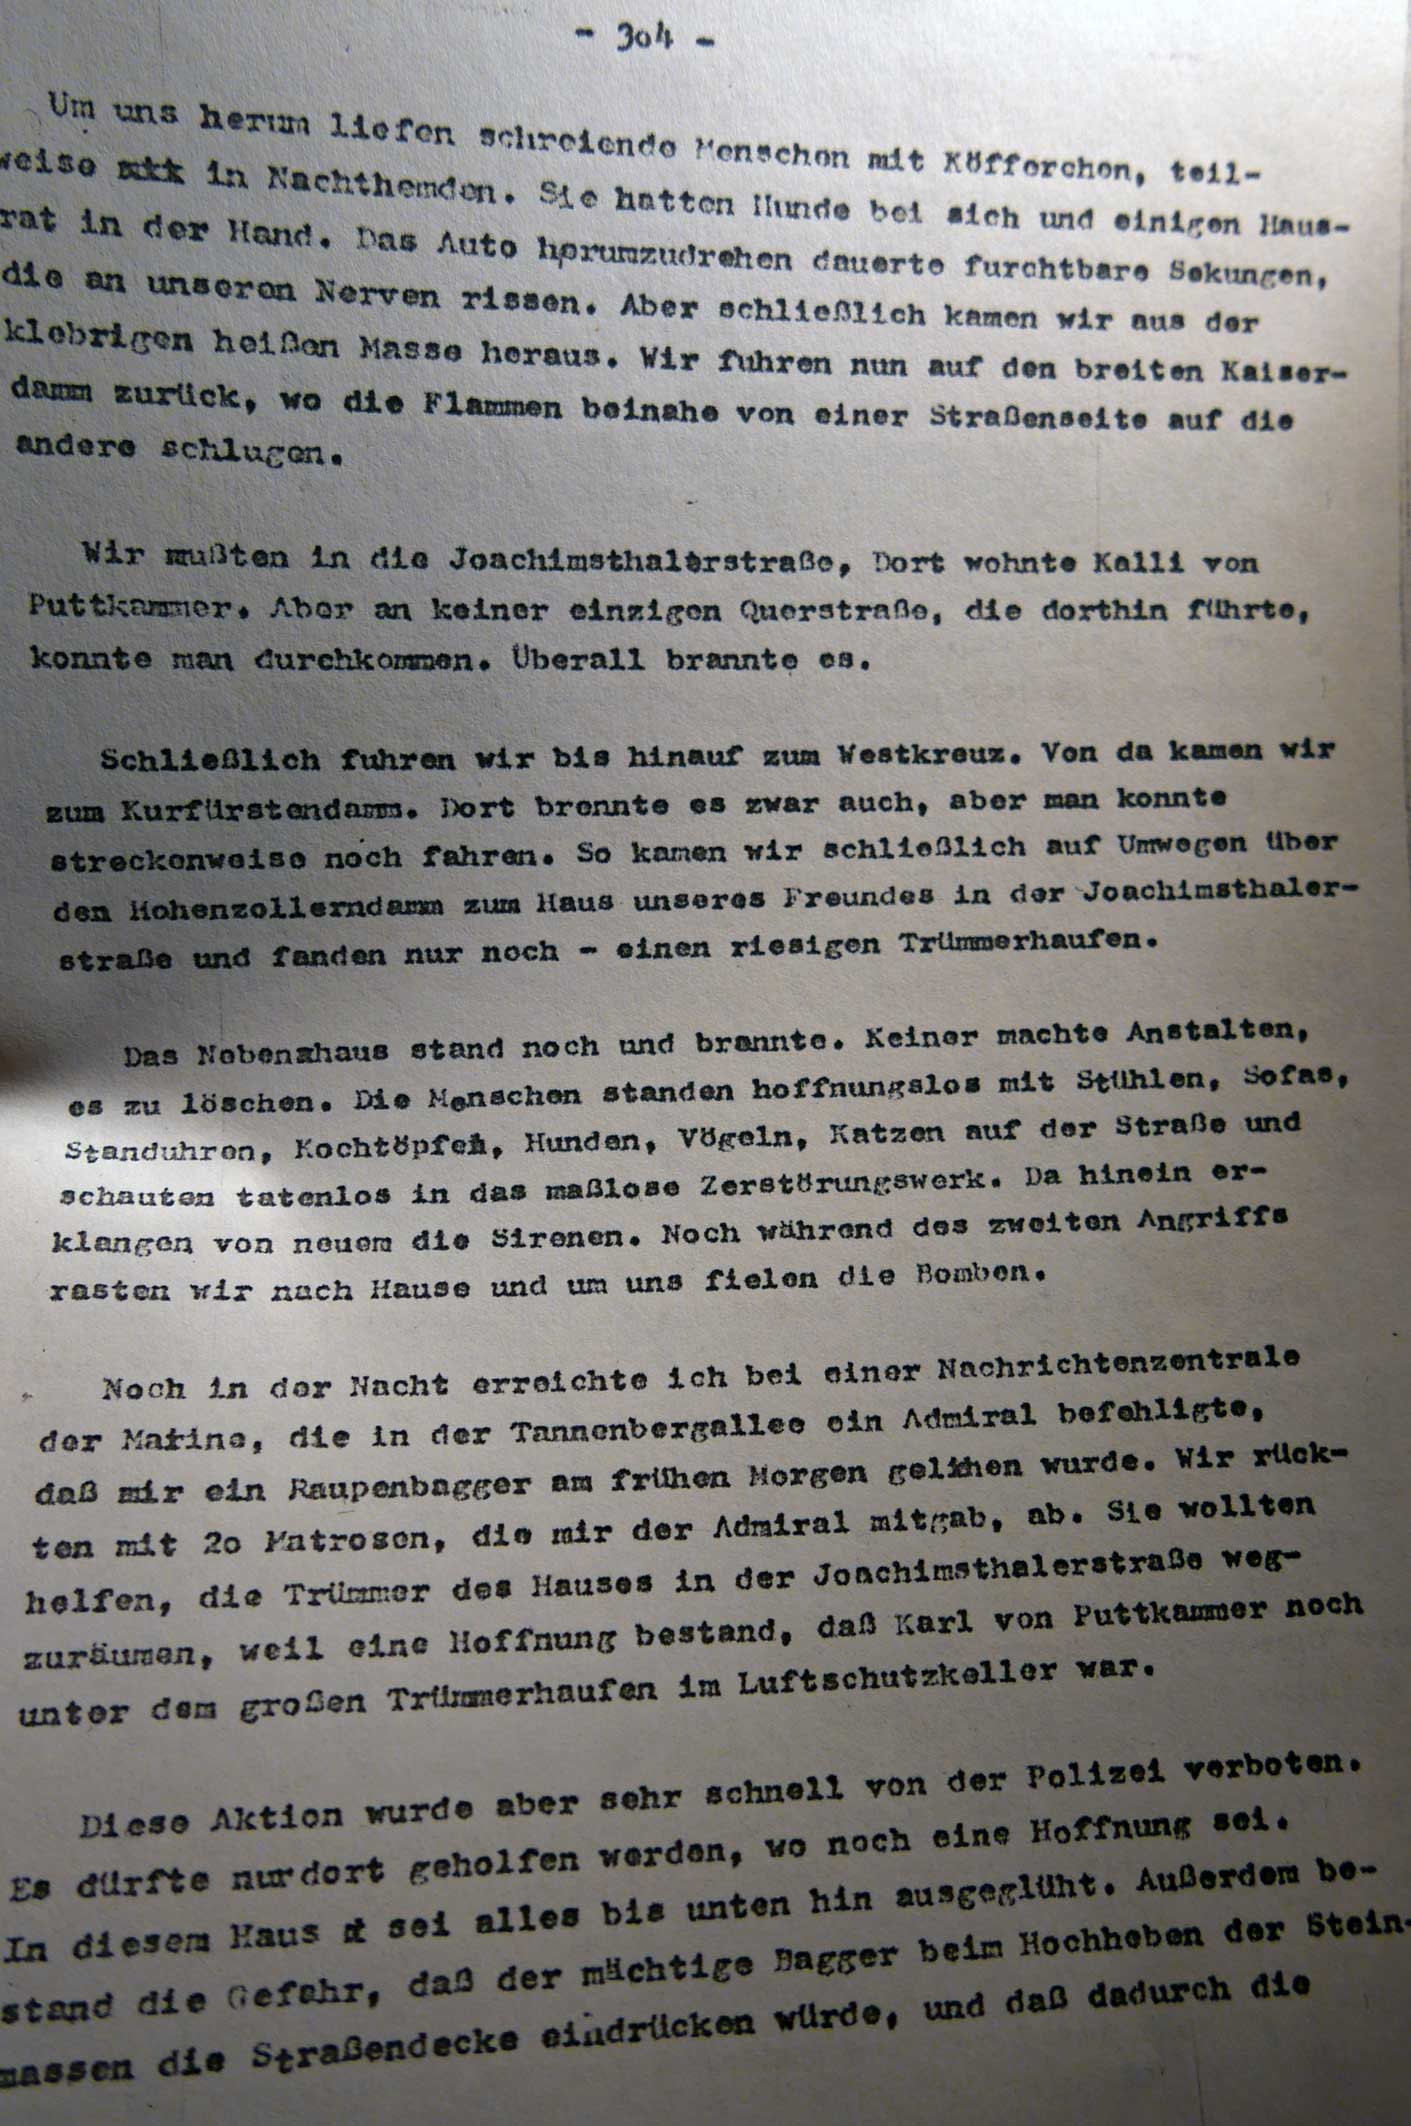 - 3o4 -
Um uns herum liefen schreiende Menschen mit Köfferchen, teil-
weise mtk in Nachthemden. Sie hatten Hunde bei sich und einigen Haus-
rat in der Hand. Das Auto herumzudrehen dauerte furchtbare Sekungen,
die an unseren Nerven rissen. Aber schließlich kamen wir aus der
klebrigen heißen Masse heraus. Wir fuhren nun auf den breiten Kaiser-
damm zurück, wo die Flammen beinahe von einer Straßenseite auf die
andere schlugen.
Wir mußten in die Joachimsthalerstraße, Dort wohnte Kalli von
Puttkammer. Aber an keiner einzigen Querstraße, die dorthin führte,
konnte man durchkommen. Überall brannte es.
Schließlich fuhren wir bis hinauf zum Westkreuz. Von da kamen wir
zum Kurfürstendamm. Dort brennte es zwar auch, aber man konnte
streckenweise noch fahren. So kamen wir schließlich auf Umwegen über
den Hohenzollerndamm zum Haus unseres Freundes in der Joachimsthaler-
straße und fanden nur noch - einen riesigen Trümmerhaufen.
Das Nebenhaus stand noch und brannte. Keiner machte Anstalten,
es zu löschen. Die Menschen standen hoffnungslos mit Stühlen, Sofas,
Standuhren, Kochtöpfen, Hunden, Vögeln, Katzen auf der Straße und
schauten tatenlos in das maßlose Zerstörungswerk. Da hinein er-
klangen von neuem die Sirenen. Noch während des zweiten Angriffs
rasten wir nach Hause und um uns fielen die Bomben.
Noch in der Nacht erreichte ich bei einer Nachrichtenzentrale
der Marine, die in der Tannenbergallee ein Admiral befehligte,
daß mir ein Raupenbagger am frühen Morgen geliehen wurde. Wir rück-
ten mit 2o Matrosen, die mir der Admiral mitgab, ab. Sie wollten
helfen, die Trümmer des Hauses in der Joachimsthalerstraße weg-
zuräumen, weil eine Hoffnung bestand, daß Karl von Puttkammer noch
unter dem großen Trümmerhaufen im Luftschutzkeller war.
Diese Aktion wurde aber sehr schnell von der Polizei verboten.
Es dürfte nur dort geholfen werden, wo noch eine Hoffnung sei.
In diesem Haus sei alles bis unten hin ausgeglüht. Außerdem be-
stand die Gefahr, daß der mächtige Bagger beim Hochheben der Stein-
massen die Straßendecke eindrücken würde, und daß dadurch die